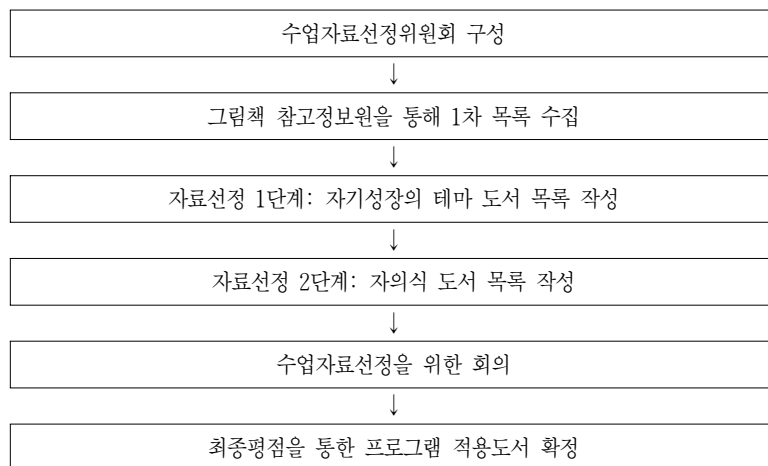 수업자료선정위원회 구성
↓
그림책 참고정보원을 통해 1차 목록 수집
↓
자료선정 1단계: 자기성장의 테마 도서 목록 작성
↓
자료선정 2단계: 자의식 도서 목록 작성
↓
수업자료선정을 위한 회의
↓
최종평점을 통한 프로그램 적용도서 확정